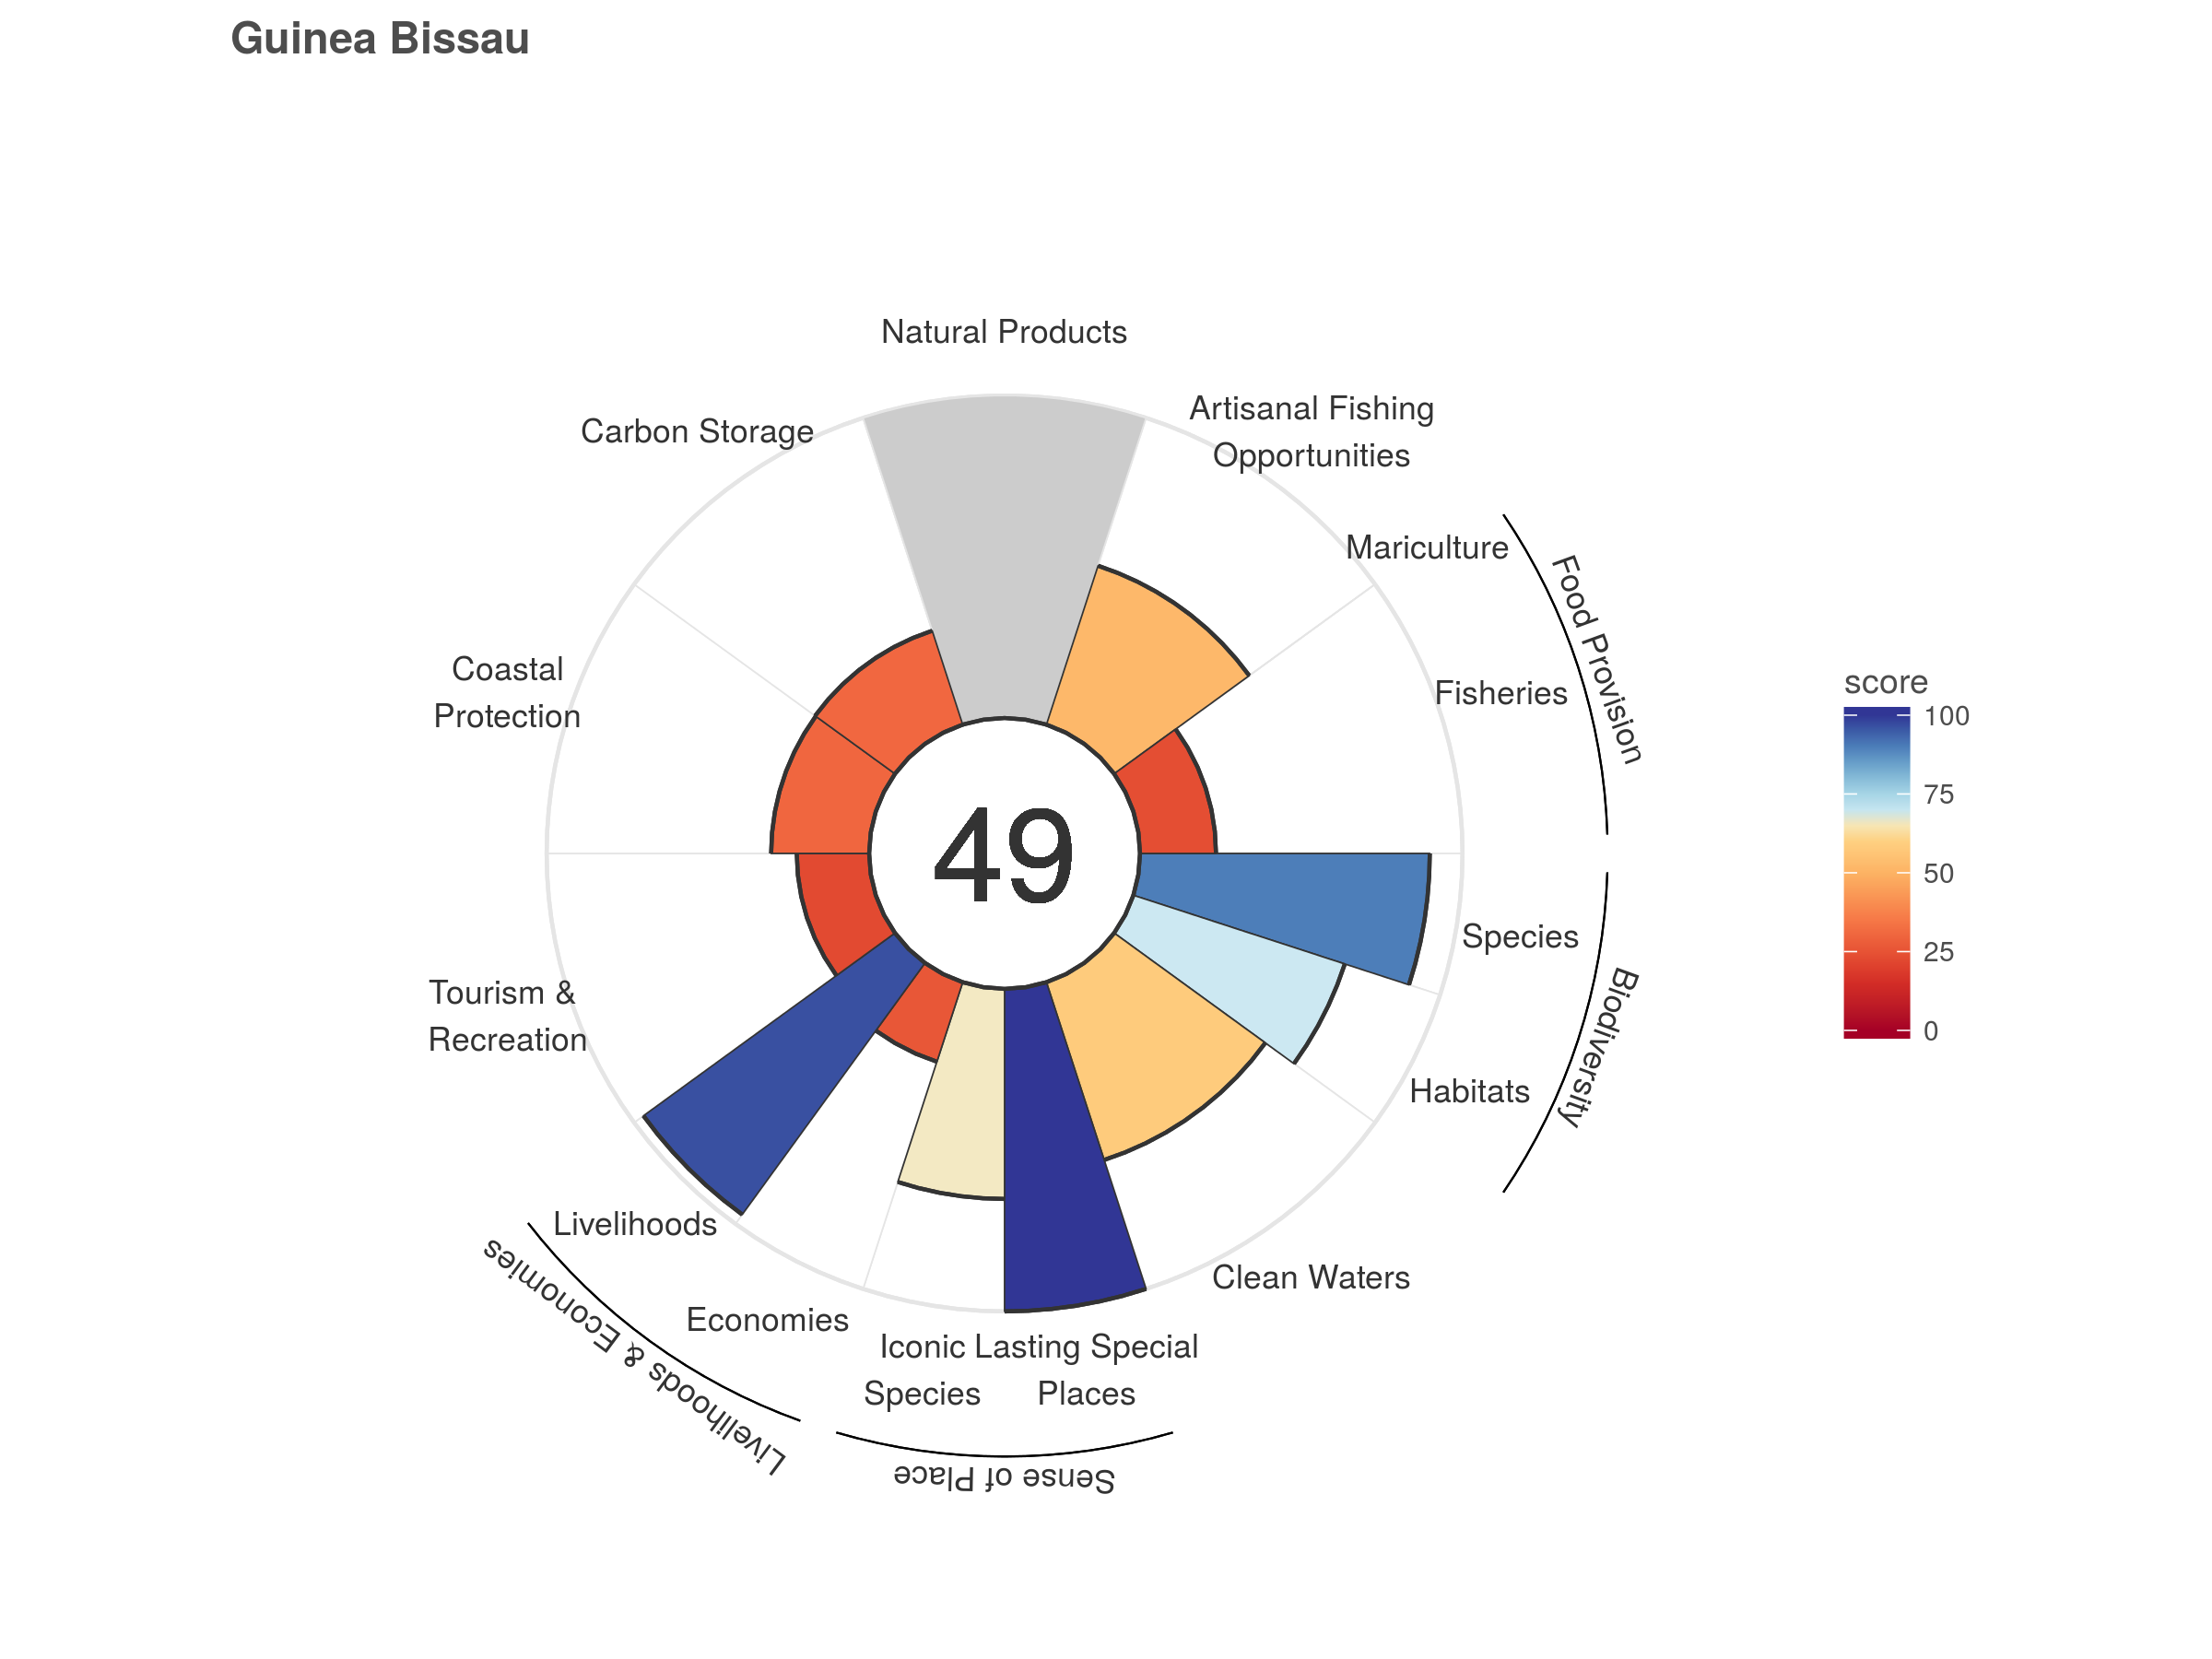 Guinea Bissau
Natural Products
Artisanal Fishing
Opportunities
Carbon Storage
Mariculture
Food Provision
Fisheries
Coastal
Protection
49
score
100
75
50
25
0
Species
Biodiversity
Habitats
Tourism &
Recreation
Livelihoods
Livelihoods & Economies
Clean Waters
Economies
Iconic
Species
Lasting Special
Places
Sense of Place